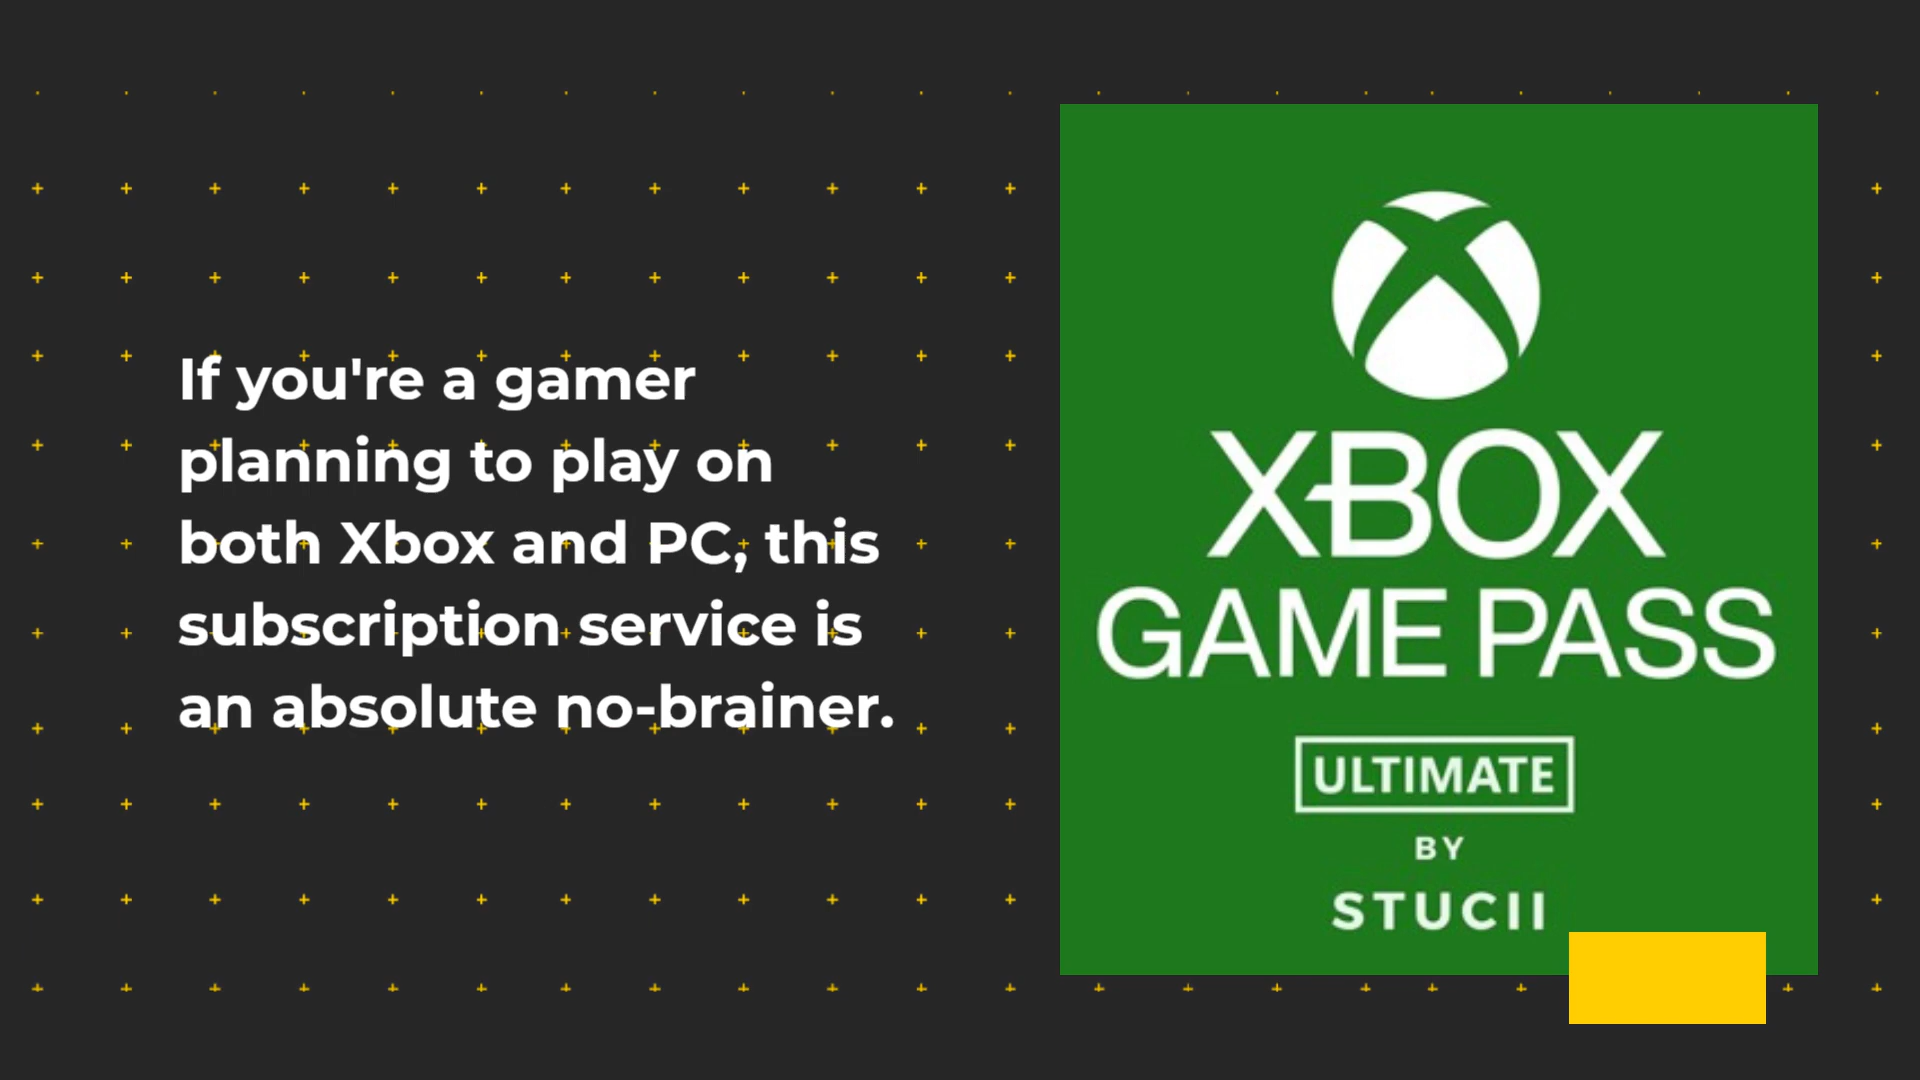 If you're a gamer
planning to play on
both Xbox and PC, this
subscription service is
an absolute no-brainer.
XBOX
GAME PASS
ULTIMATE
BY
STUCII